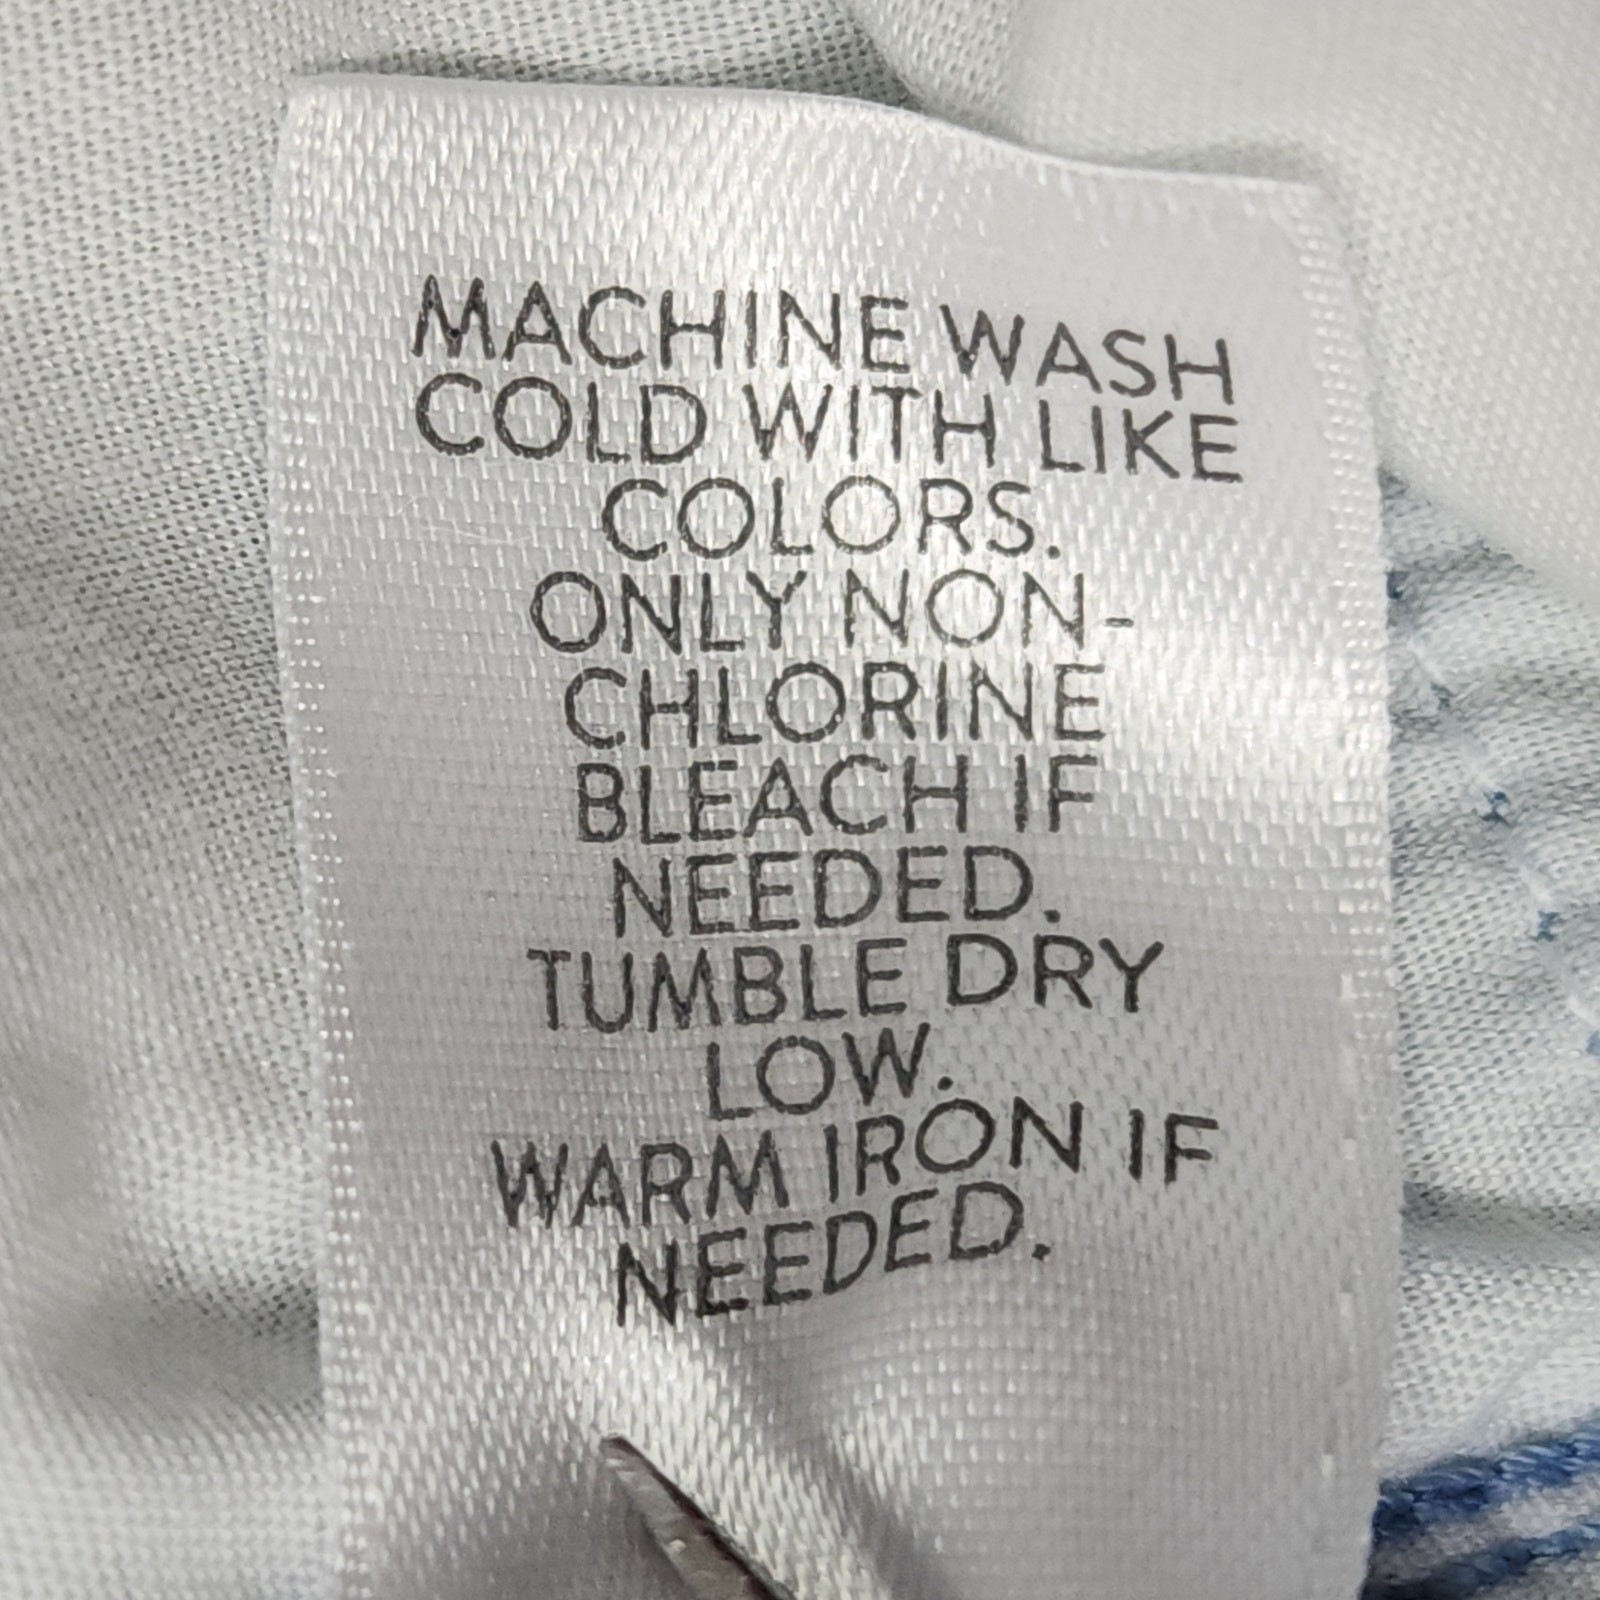 MACHINE WASH
COLD WITH LIKE
COLORS.
ONLY NON-
CHLORINE
BLEACH IF
NEEDED.
TUMBLE DRY
LOW.
WARM IRON IF
NEEDED.